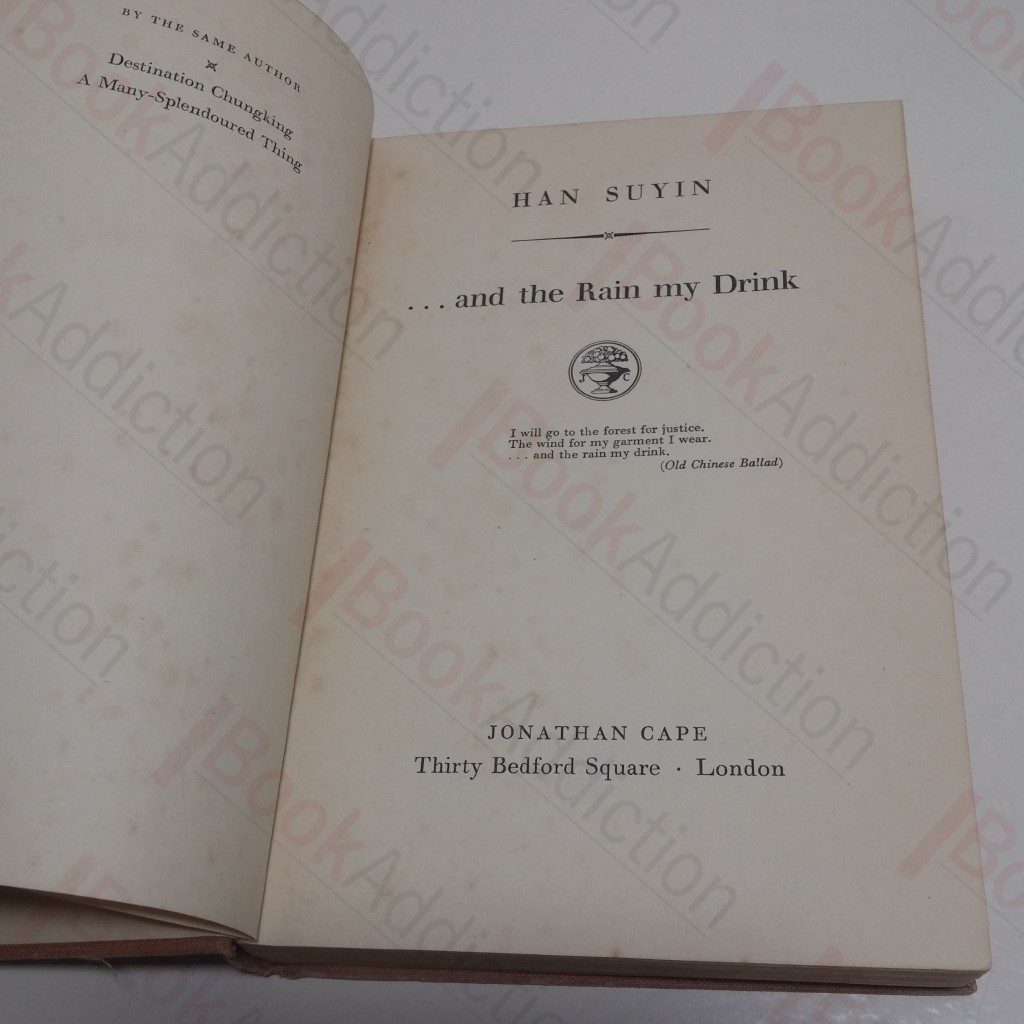 BY THE SAME AUTHOR
Destination Chungking
A Many-Splendoured Thing
HAN SUYIN
. . . and the Rain my Drink
J C
I will go to the forest for justice.
The wind for my garment I wear.
. . . and the rain my drink.
(Old Chinese Ballad)
JONATHAN CAPE
Thirty Bedford Square · London
BookAddiction